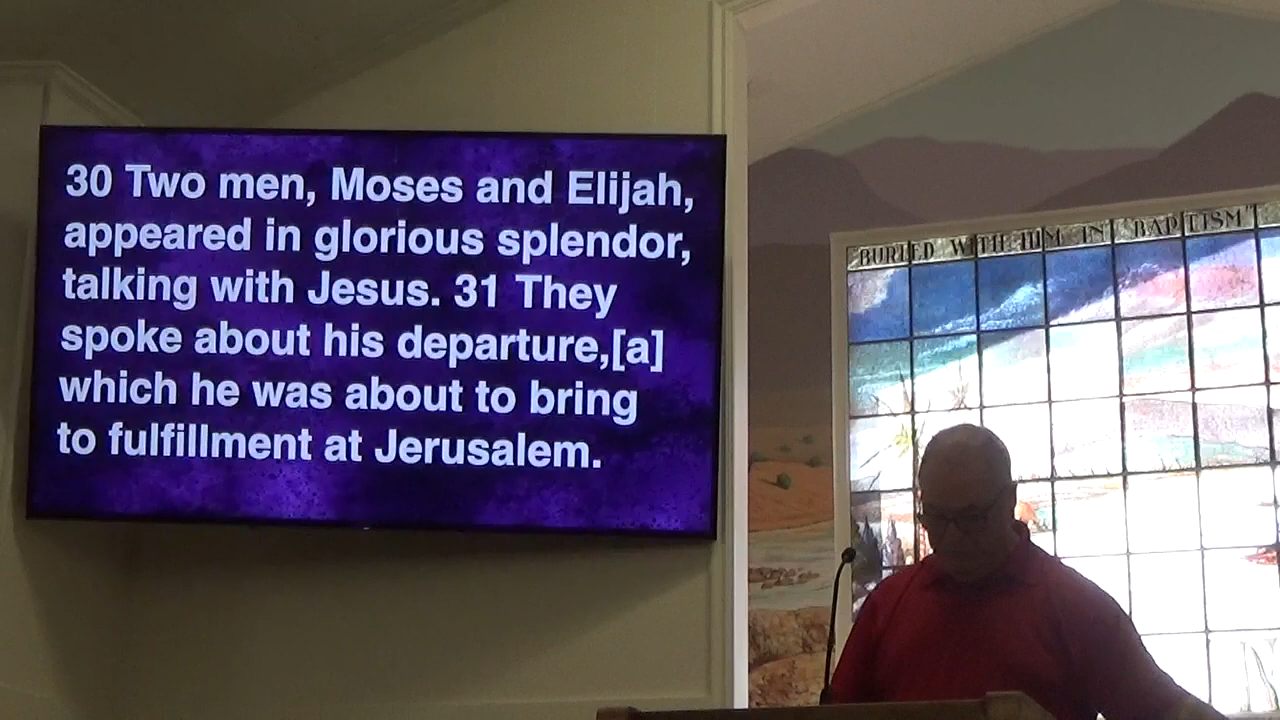 30 Two men, Moses and Elijah,
appeared in glorious splendor,
talking with Jesus. 31 They
spoke about his departure,[a]
which he was about to bring
to fulfillment at Jerusalem.
"BURIED WITH HIM IN BAPTISM"